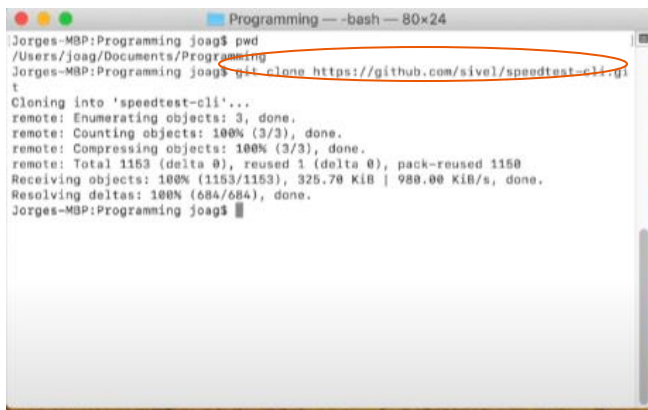 Programming — -bash — 80×24
Jorges-MBP:Programming joag$ pwd
/Users/joag/Documents/Programming
Jorges-MBP:Programming joag$ git clone https://github.com/sivel/speedtest-cli.gi
t
Cloning into 'speedtest-cli'...
remote: Enumerating objects: 3, done.
remote: Counting objects: 100% (3/3), done.
remote: Compressing objects: 100% (3/3), done.
remote: Total 1153 (delta 0), reused 1 (delta 0), pack-reused 1150
Receiving objects: 100% (1153/1153), 325.70 KiB | 980.00 KiB/s, done.
Resolving deltas: 100% (684/684), done.
Jorges-MBP:Programming joag$